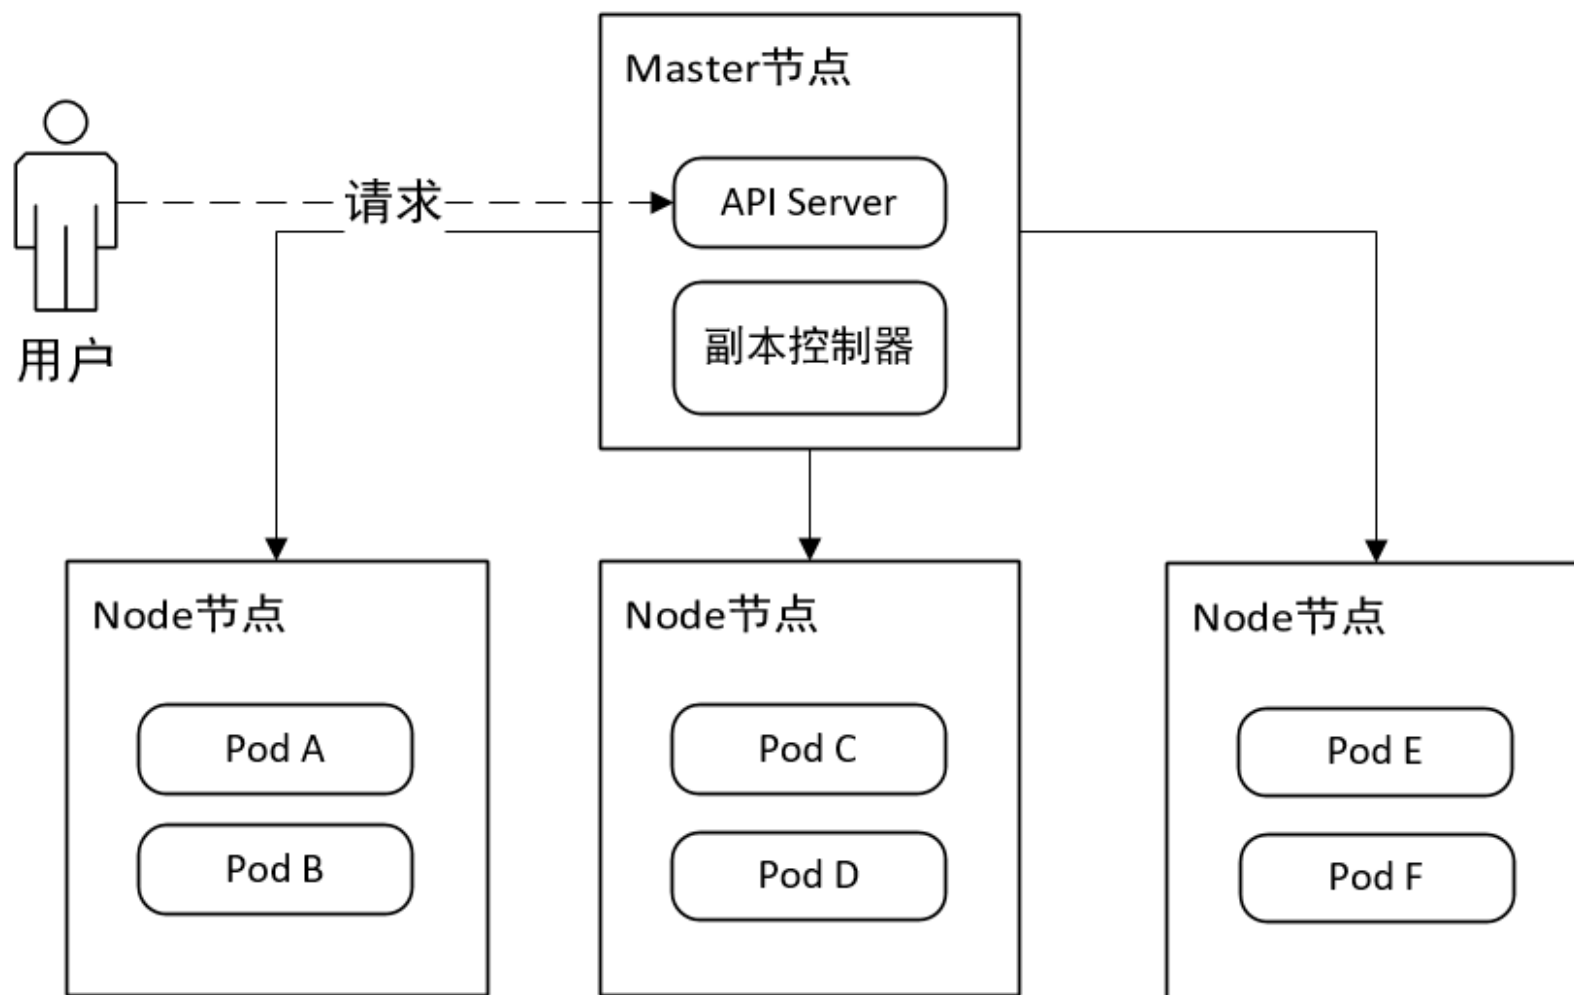 Master节点
API Server
请求
副本控制器
用户
Node节点
Pod A
Pod B
Node节点
Pod C
Pod D
Node节点
Pod E
Pod F